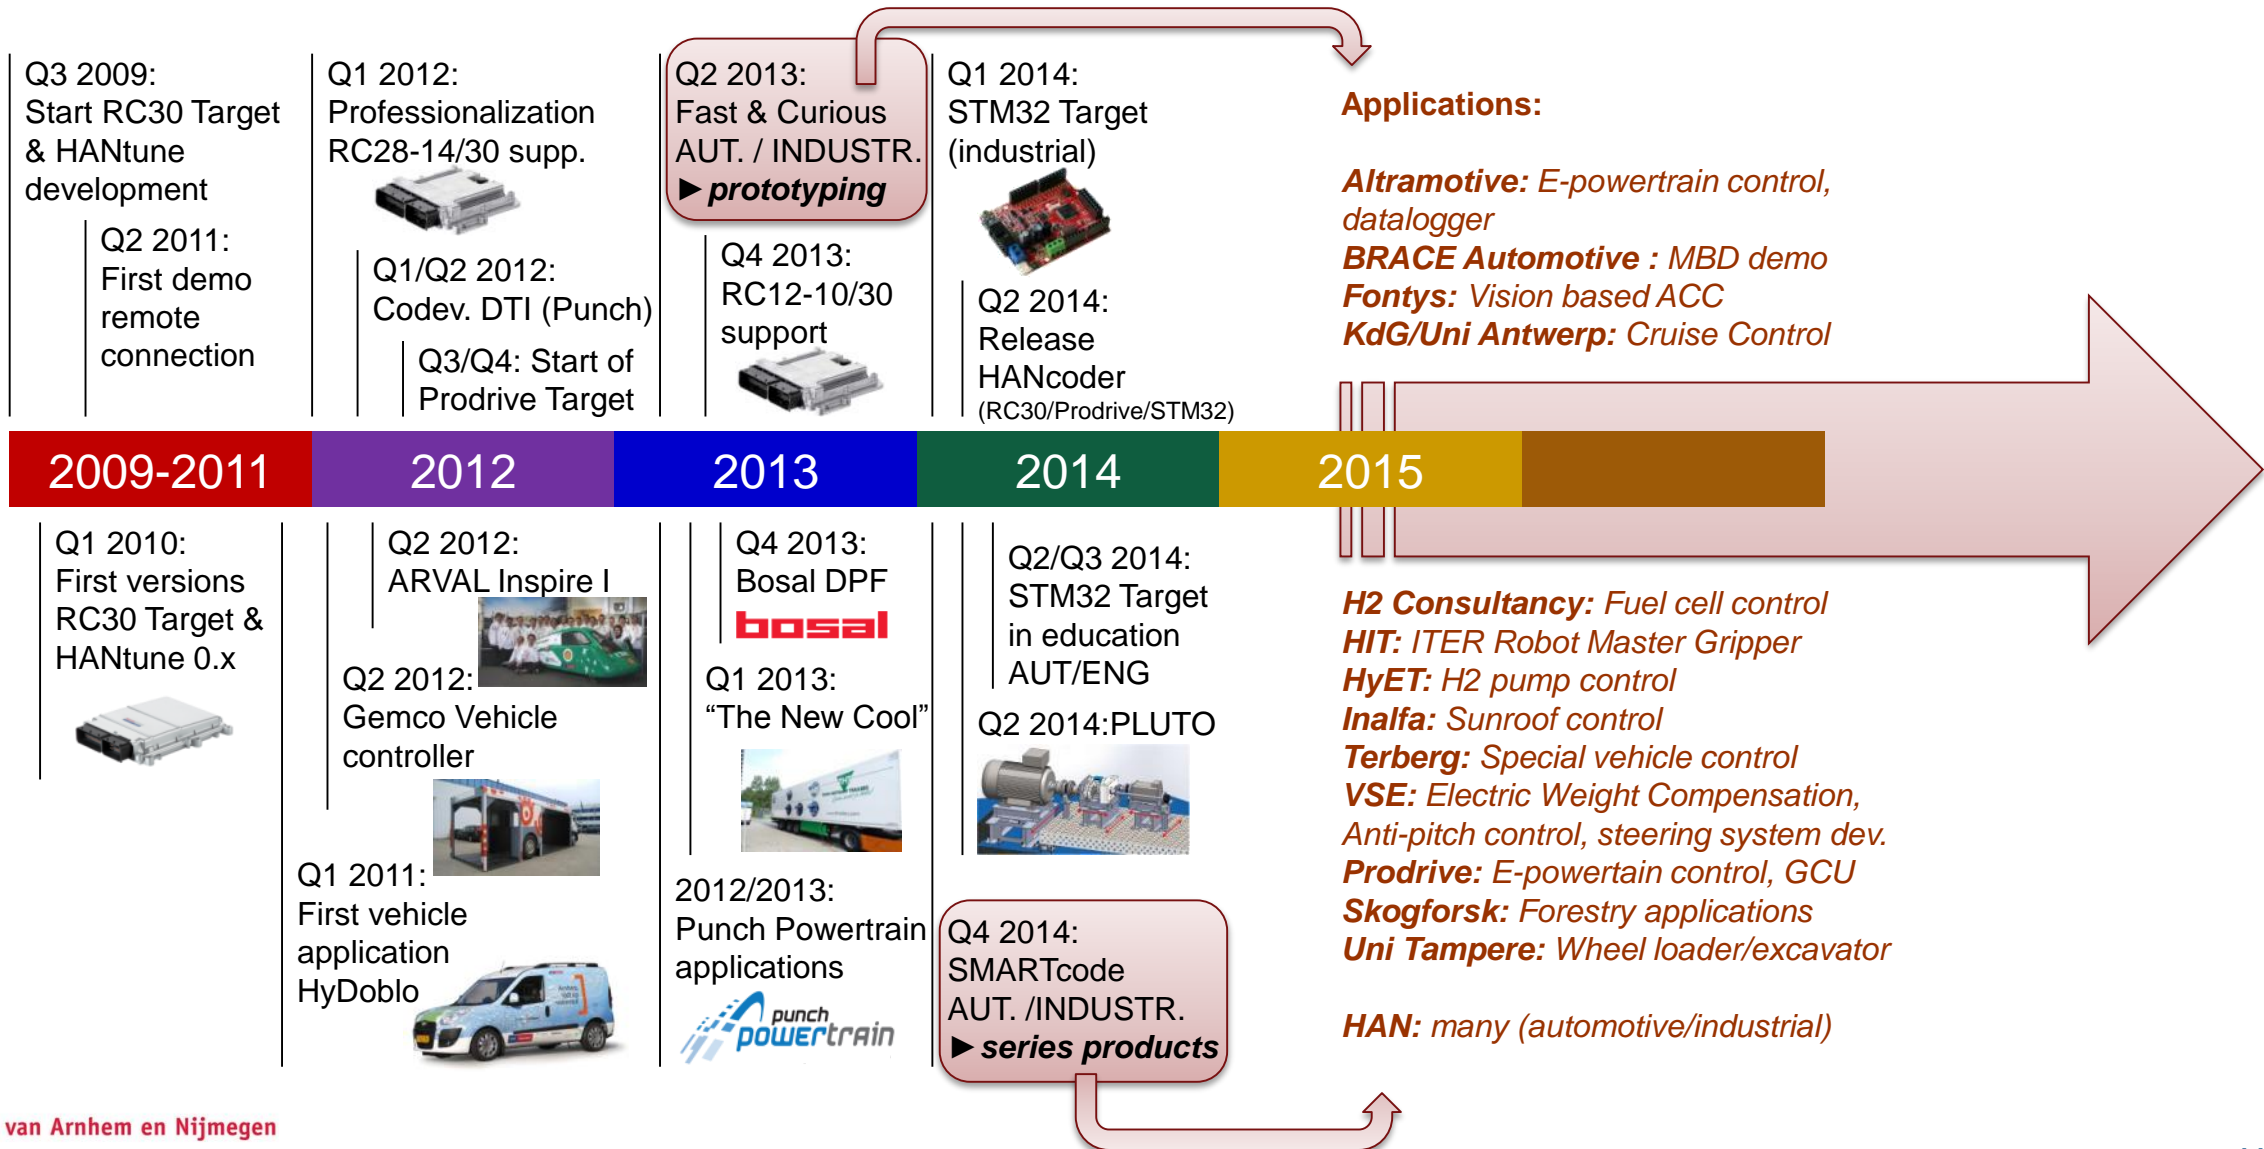 Q3 2009:
Start RC30 Target
& HANtune
development
Q2 2011:
First demo
remote
connection
Q1 2012:
Professionalization
RC28-14/30 supp.
Q1/Q2 2012:
Codev. DTI (Punch)
Q3/Q4: Start of
Prodrive Target
Q2 2013:
Fast & Curious
AUT. / INDUSTR.
►prototyping
Q4 2013:
RC12-10/30
support
Q1 2014:
STM32 Target
(industrial)
Q2 2014:
Release
HANcoder
(RC30/Prodrive/STM32)
Applications:
Altramotive: E-powertrain control,
datalogger
BRACE Automotive : MBD demo
Fontys: Vision based ACC
KdG/Uni Antwerp: Cruise Control
2009-2011
2012
2013
2014
2015
Q1 2010:
First versions
RC30 Target &
HANtune 0.x
Q2 2012:
ARVAL Inspire I
Q2 2012:
Gemco Vehicle
controller
Q1 2011:
First vehicle
application
HyDoblo
Q4 2013:
Bosal DPF
bosal
Q1 2013:
“The New Cool”
2012/2013:
Punch Powertrain
applications
punch
powertrain
Q2/Q3 2014:
STM32 Target
in education
AUT/ENG
Q2 2014:PLUTO
Q4 2014:
SMARTcode
AUT. /INDUSTR.
►series products
H2 Consultancy: Fuel cell control
HIT: ITER Robot Master Gripper
HyET: H2 pump control
Inalfa: Sunroof control
Terberg: Special vehicle control
VSE: Electric Weight Compensation,
Anti-pitch control, steering system dev.
Prodrive: E-powertain control, GCU
Skogforsk: Forestry applications
Uni Tampere: Wheel loader/excavator
HAN: many (automotive/industrial)
van Arnhem en Nijmegen